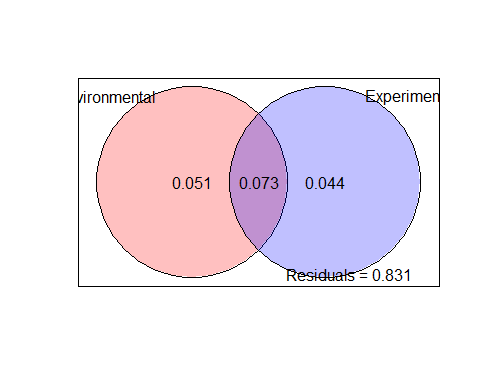 vironmental
Experimen
0.051
0.073
0.044
Residuals = 0.831